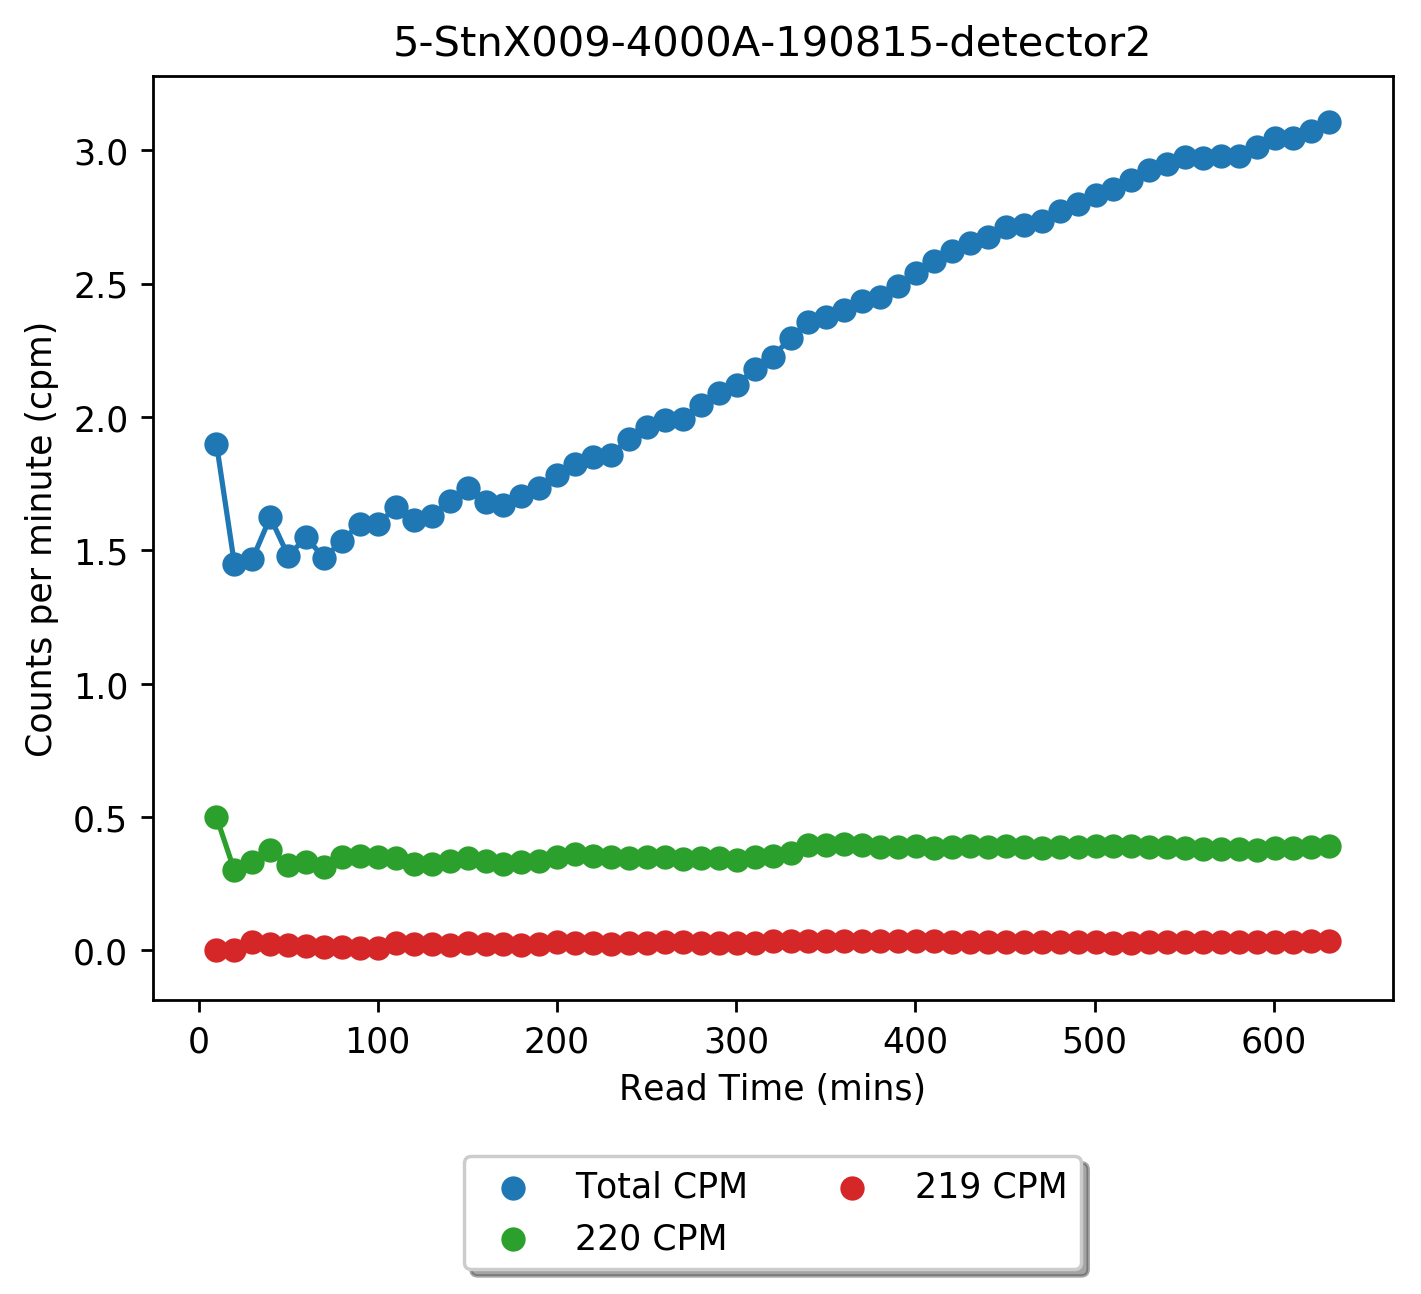 5-StnX009-4000A-190815-detector2
Counts per minute (cpm)
3.0
2.5
2.0
1.5
1.0
0.5
0.0
0 100 200 300 400 500 600
Read Time (mins)
Total CPM 219 CPM
220 CPM